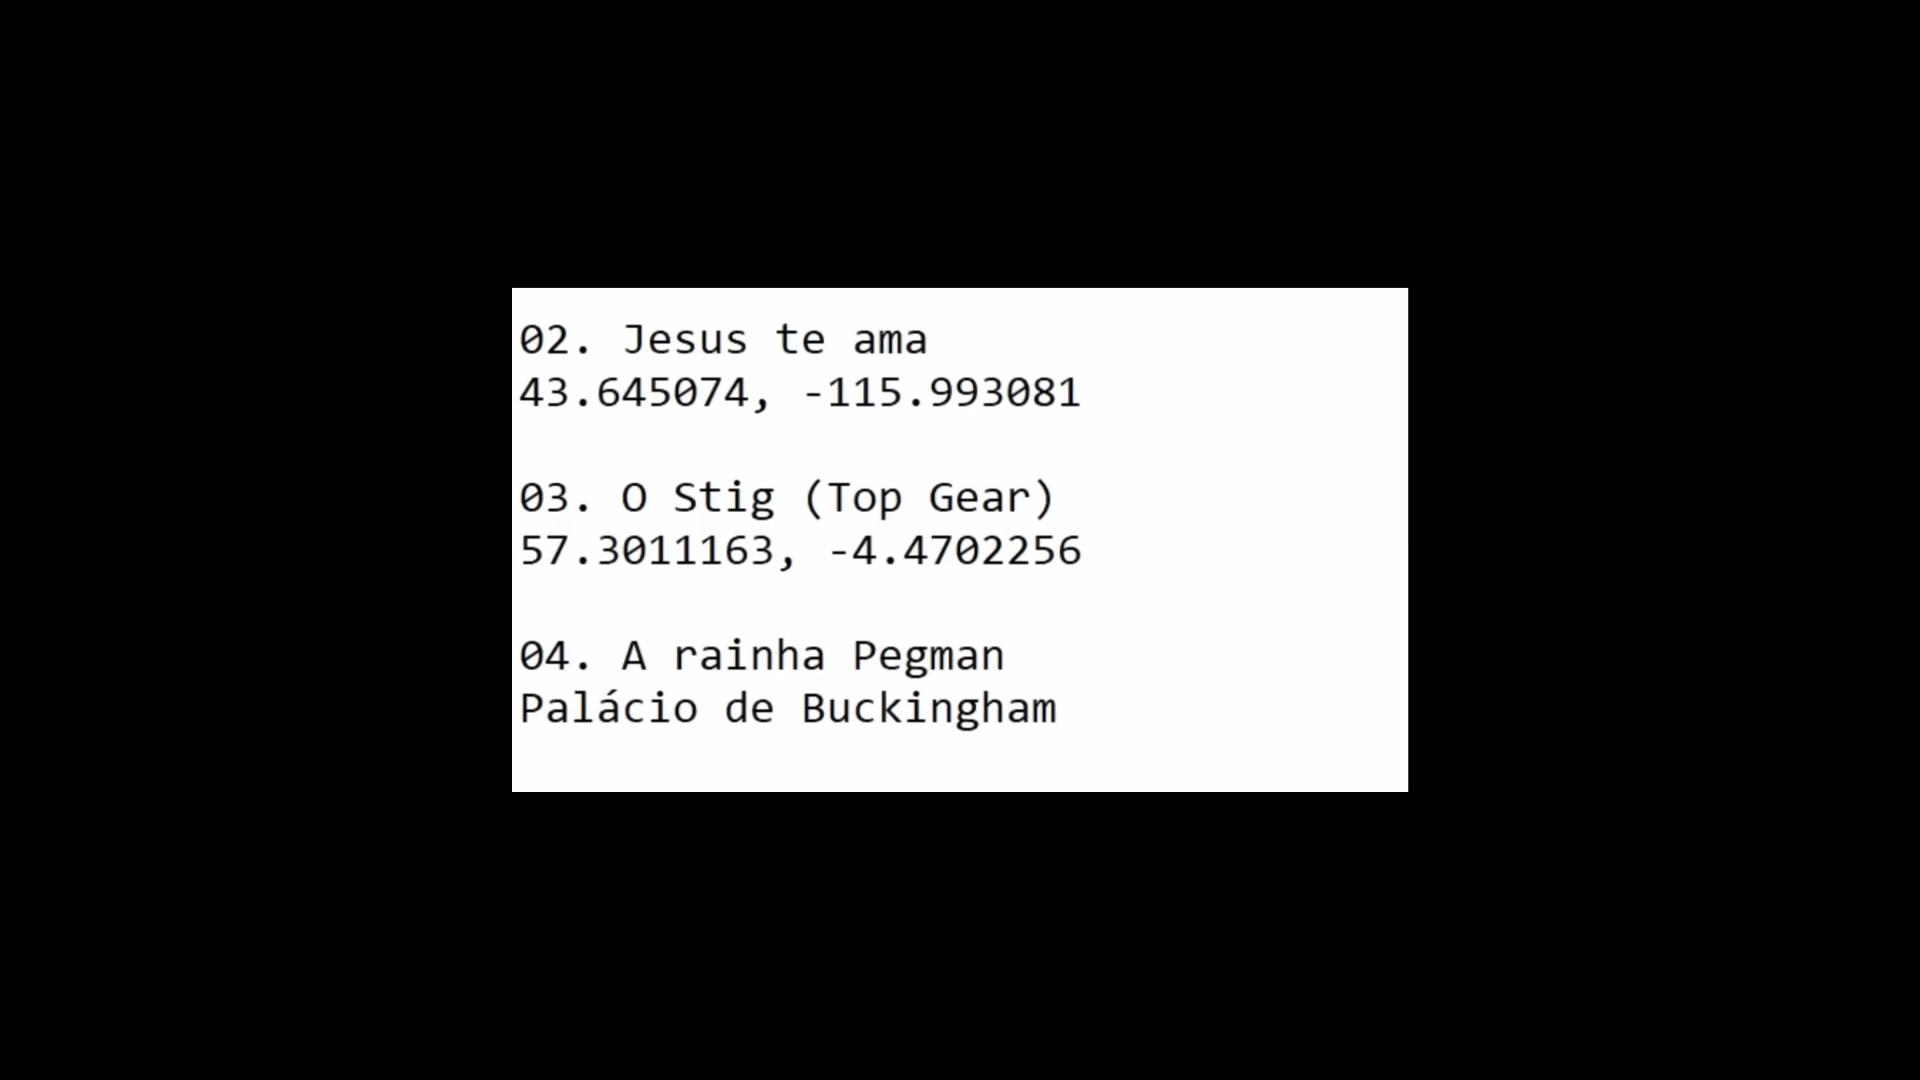 02. Jesus te ama
43.645074, -115.993081
03. O Stig (Top Gear)
57.3011163, -4.4702256
04. A rainha Pegman
Palácio de Buckingham